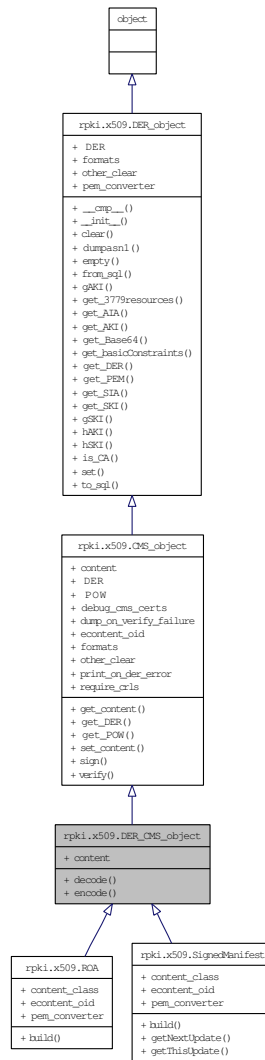 object
rpki.x509.DER_object
+ DER
+ formats
+ other_clear
+ pem_converter
+ __cmp__()
+ __init__()
+ clear()
+ dumpasn1()
+ empty()
+ from_sql()
+ gAKI()
+ get_3779resources()
+ get_AIA()
+ get_AKI()
+ get_Base64()
+ get_basicConstraints()
+ get_DER()
+ get_PEM()
+ get_SIA()
+ get_SKI()
+ gSKI()
+ hAKI()
+ hSKI()
+ is_CA()
+ set()
+ to_sql()
rpki.x509.CMS_object
+ content
+ DER
+ POW
+ debug_cms_certs
+ dump_on_verify_failure
+ econtent_oid
+ formats
+ other_clear
+ print_on_der_error
+ require_crls
+ get_content()
+ get_DER()
+ get_POW()
+ set_content()
+ sign()
+ verify()
rpki.x509.DER_CMS_object
+ content
+ decode()
+ encode()
rpki.x509.ROA
+ content_class
+ econtent_oid
+ pem_converter
+ build()
rpki.x509.SignedManifest
+ content_class
+ econtent_oid
+ pem_converter
+ build()
+ getNextUpdate()
+ getThisUpdate()